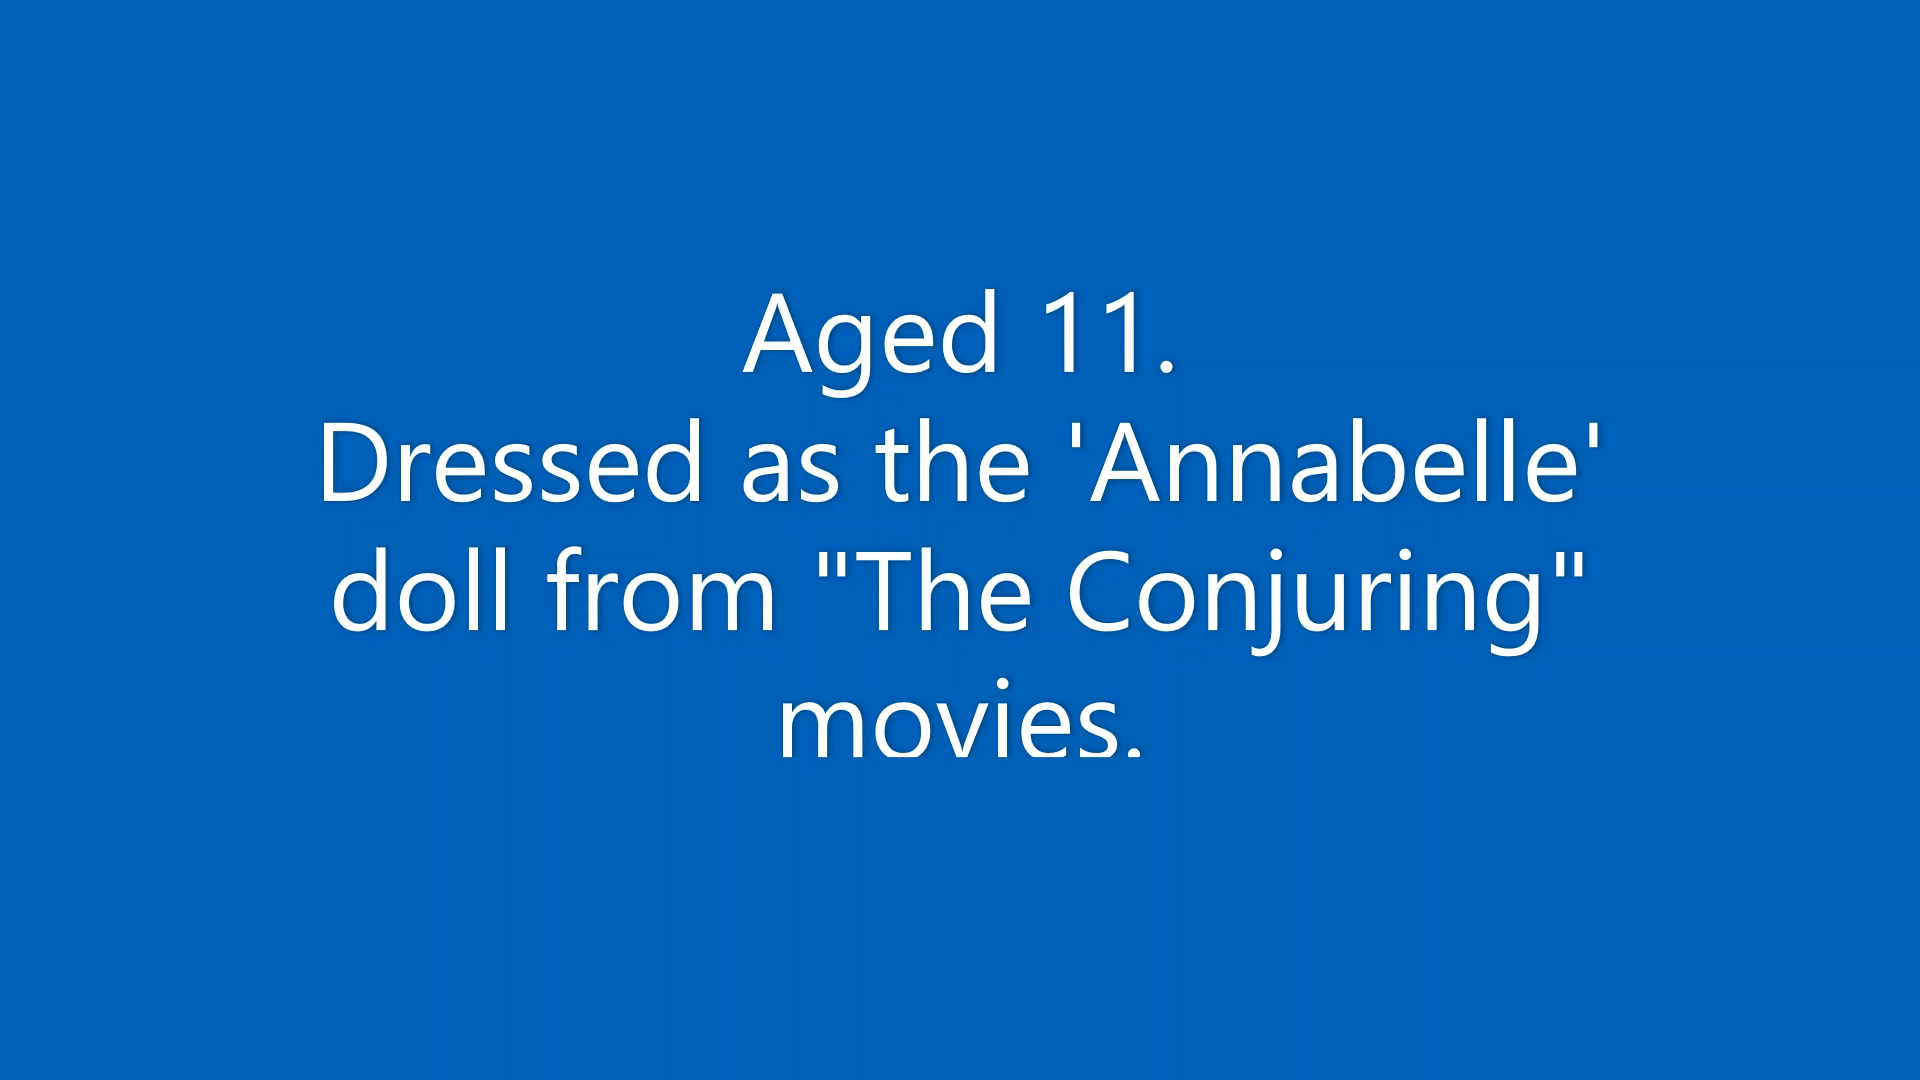 Aged 11.
Dressed as the 'Annabelle'
doll from "The Conjuring"
movies.